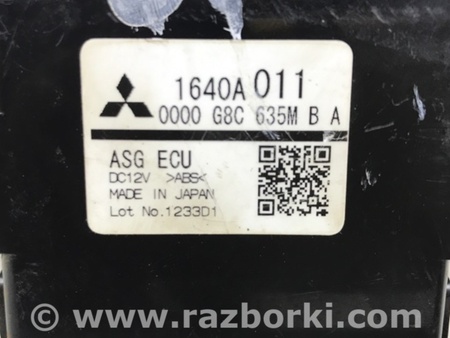 1640A 011
0000 G8C 635M B A
ASG ECU
DC12V >ABS<
MADE IN JAPAN
Lot No.1233D1
© www.razborki.com